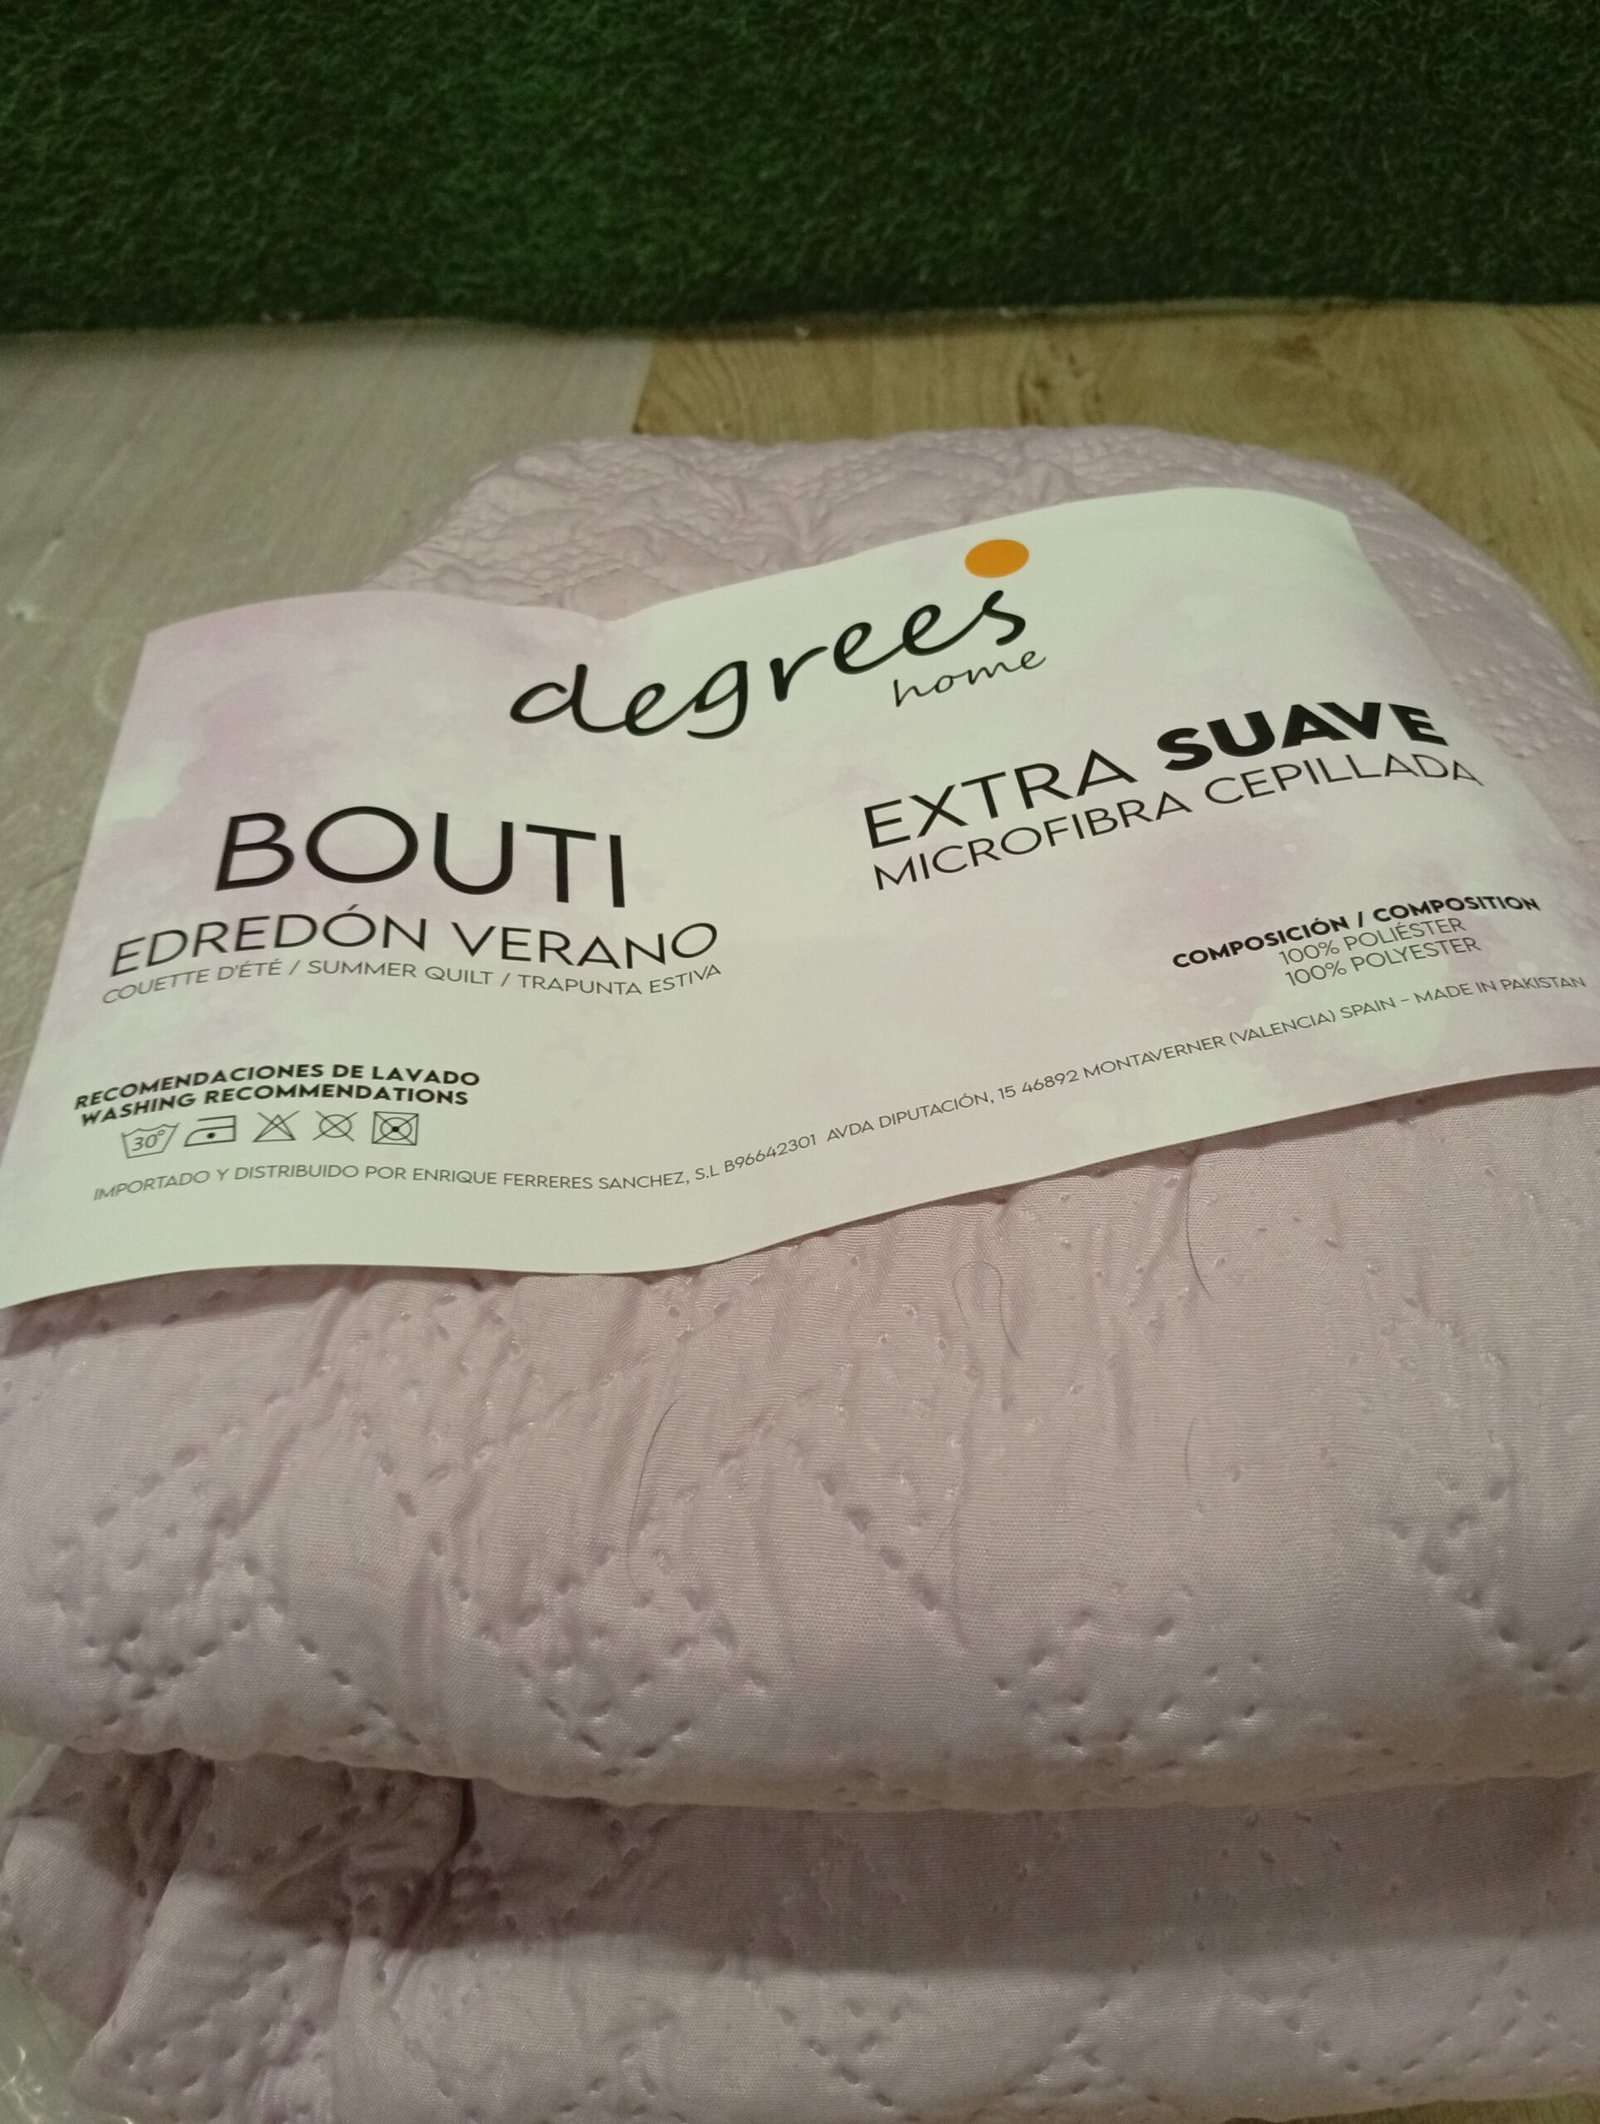 degrees
home
BOUTI
EDREDÓN VERANO
COUETTE D'ÉTÉ / SUMMER QUILT / TRAPUNTA ESTIVA
EXTRA SUAVE
MICROFIBRA CEPILLADA
COMPOSICIÓN / COMPOSITION
100% POLIÉSTER
100% POLYESTER
RECOMENDACIONES DE LAVADO
WASHING RECOMMENDATIONS
30°
IMPORTADO Y DISTRIBUIDO POR ENRIQUE FERRERES SANCHEZ, S.L B96642301 AVDA DIPUTACIÓN, 15 46892 MONTAVERNER (VALENCIA) SPAIN - MADE IN PAKISTAN